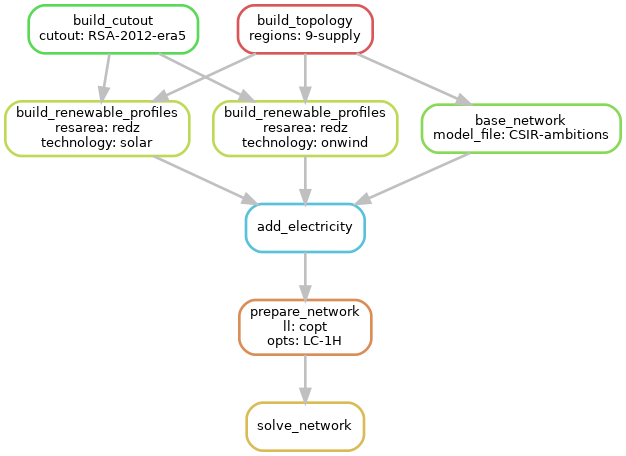 build_cutout
cutout: RSA-2012-era5
build_topology
regions: 9-supply
build_renewable_profiles
resarea: redz
technology: solar
build_renewable_profiles
resarea: redz
technology: onwind
base_network
model_file: CSIR-ambitions
add_electricity
prepare_network
ll: copt
opts: LC-1H
solve_network